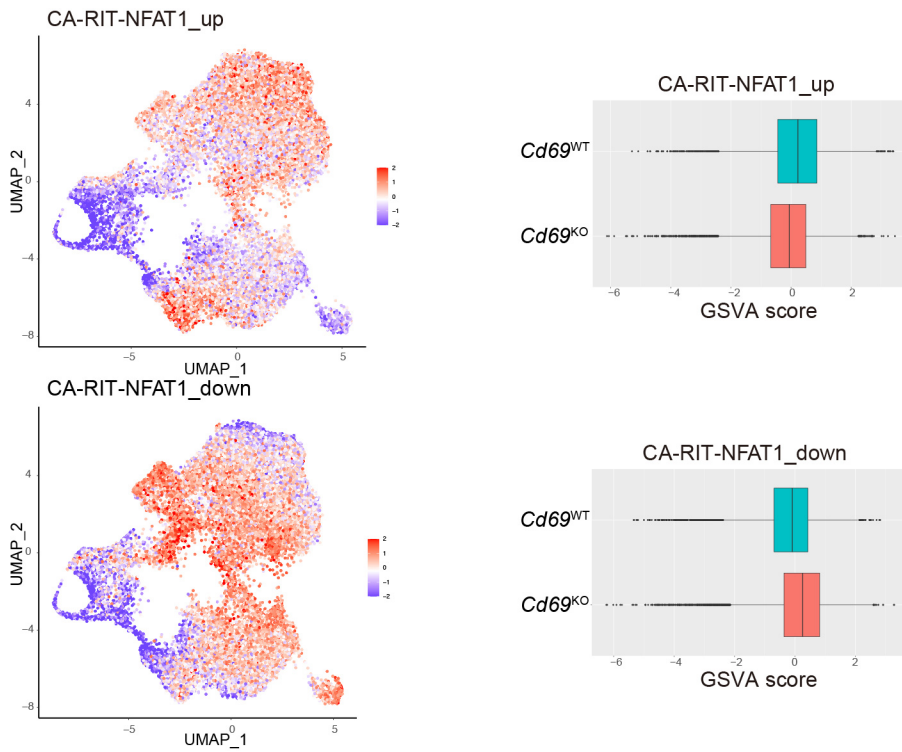 CA-RIT-NFAT1_up
UMAP_2
4
0
−4
−8
2
1
0
−1
−2
−5
0
5
UMAP_1
CA-RIT-NFAT1_up
Cd69WT
Cd69KO
−6
−4
−2
0
2
GSVA score
CA-RIT-NFAT1_down
UMAP_2
4
0
−4
−8
2
1
0
−1
−2
−5
0
5
UMAP_1
CA-RIT-NFAT1_down
Cd69WT
Cd69KO
−6
−4
−2
0
2
GSVA score